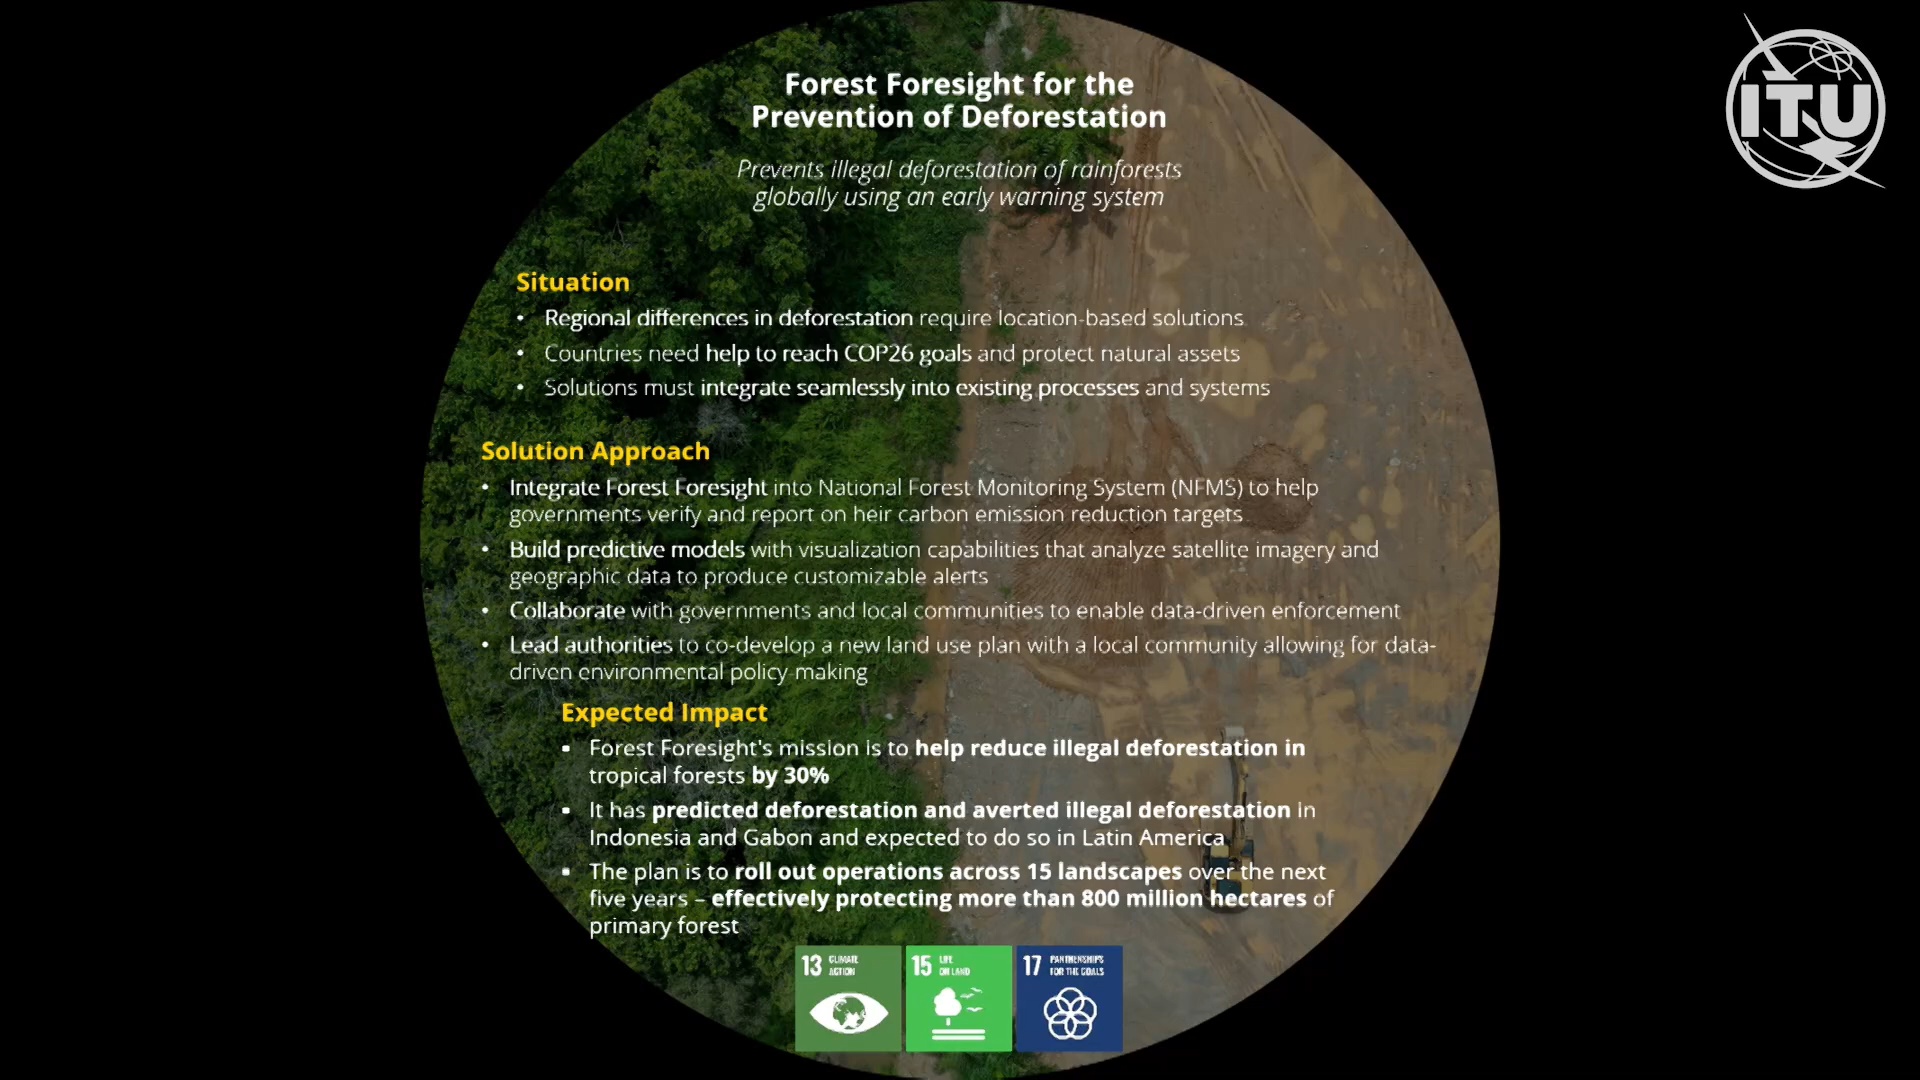 ITU
Forest Foresight for the
Prevention of Deforestation
Prevents illegal deforestation of rainforests
globally using an early warning system
Situation
• Regional differences in deforestation require location-based solutions
• Countries need help to reach COP26 goals and protect natural assets
• Solutions must integrate seamlessly into existing processes and systems
Solution Approach
• Integrate Forest Foresight into National Forest Monitoring System (NFMS) to help
governments verify and report on heir carbon emission reduction targets
• Build predictive models with visualization capabilities that analyze satellite imagery and
geographic data to produce customizable alerts
• Collaborate with governments and local communities to enable data-driven enforcement
• Lead authorities to co-develop a new land use plan with a local community allowing for data-
driven environmental policy-making
Expected Impact
▪ Forest Foresight's mission is to help reduce illegal deforestation in
tropical forests by 30%
▪ It has predicted deforestation and averted illegal deforestation in
Indonesia and Gabon and expected to do so in Latin America
▪ The plan is to roll out operations across 15 landscapes over the next
five years – effectively protecting more than 800 million hectares of
primary forest
13 CLIMATE
ACTION
15 LIFE
ON LAND
17 PARTNERSHIPS
FOR THE GOALS